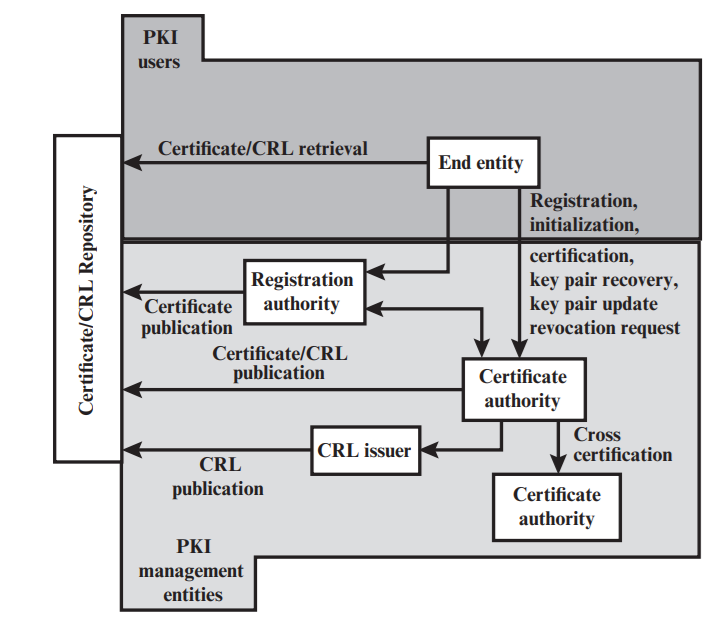 PKI
users
Certificate/CRL retrieval
End entity
Certificate/CRL Repository
Registration,
initialization,
certification,
key pair recovery,
key pair update
revocation request
Registration
authority
Certificate
publication
Certificate/CRL
publication
Certificate
authority
CRL issuer
CRL
publication
Cross
certification
Certificate
authority
PKI
management
entities